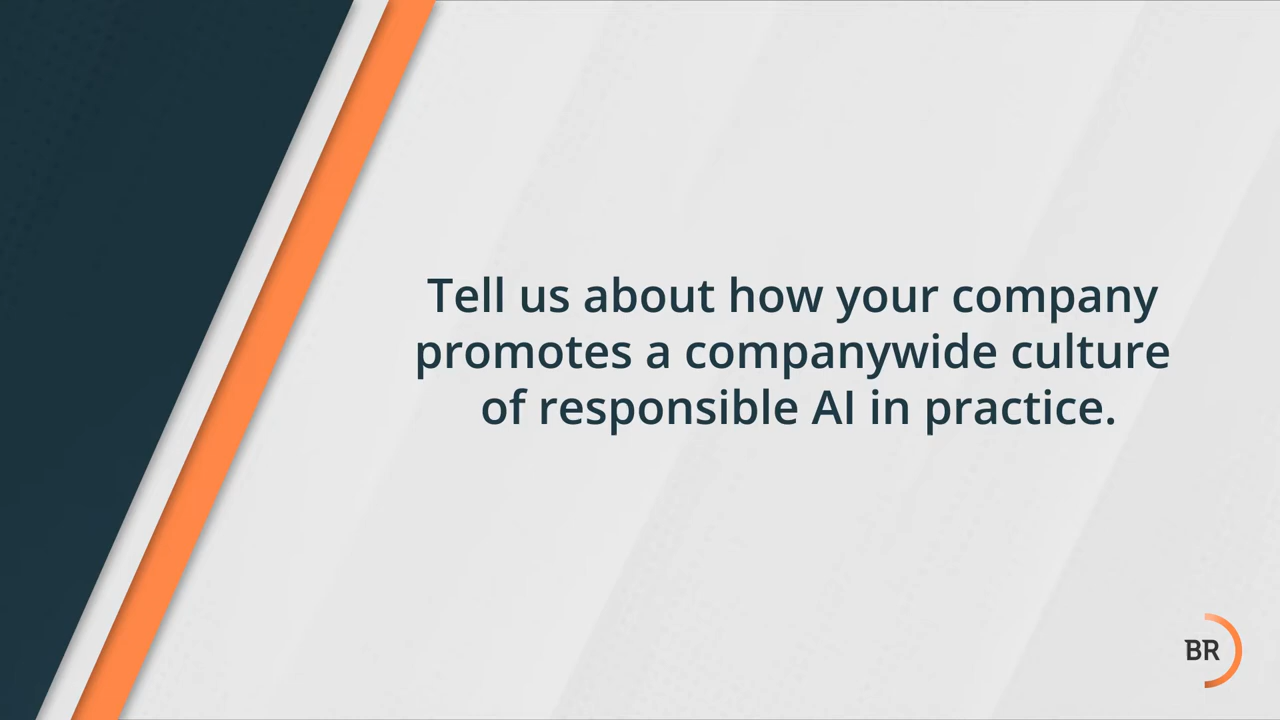 Tell us about how your company
promotes a companywide culture
of responsible AI in practice.
BR